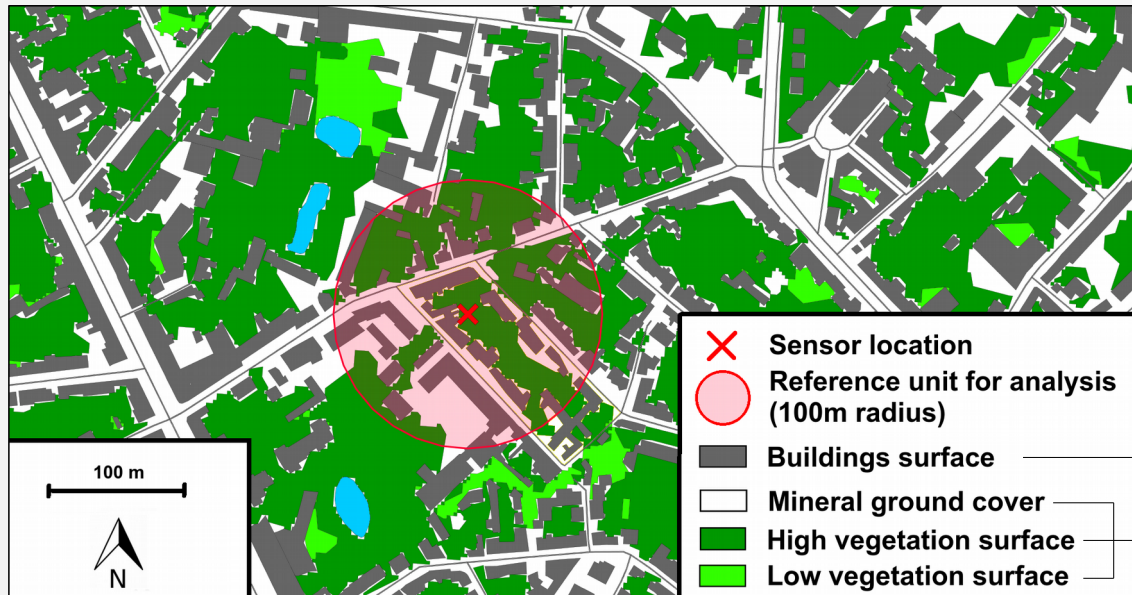 Sensor location
Reference unit for analysis
(100m radius)
Buildings surface
Mineral ground cover
High vegetation surface
Low vegetation surface
100 m
N